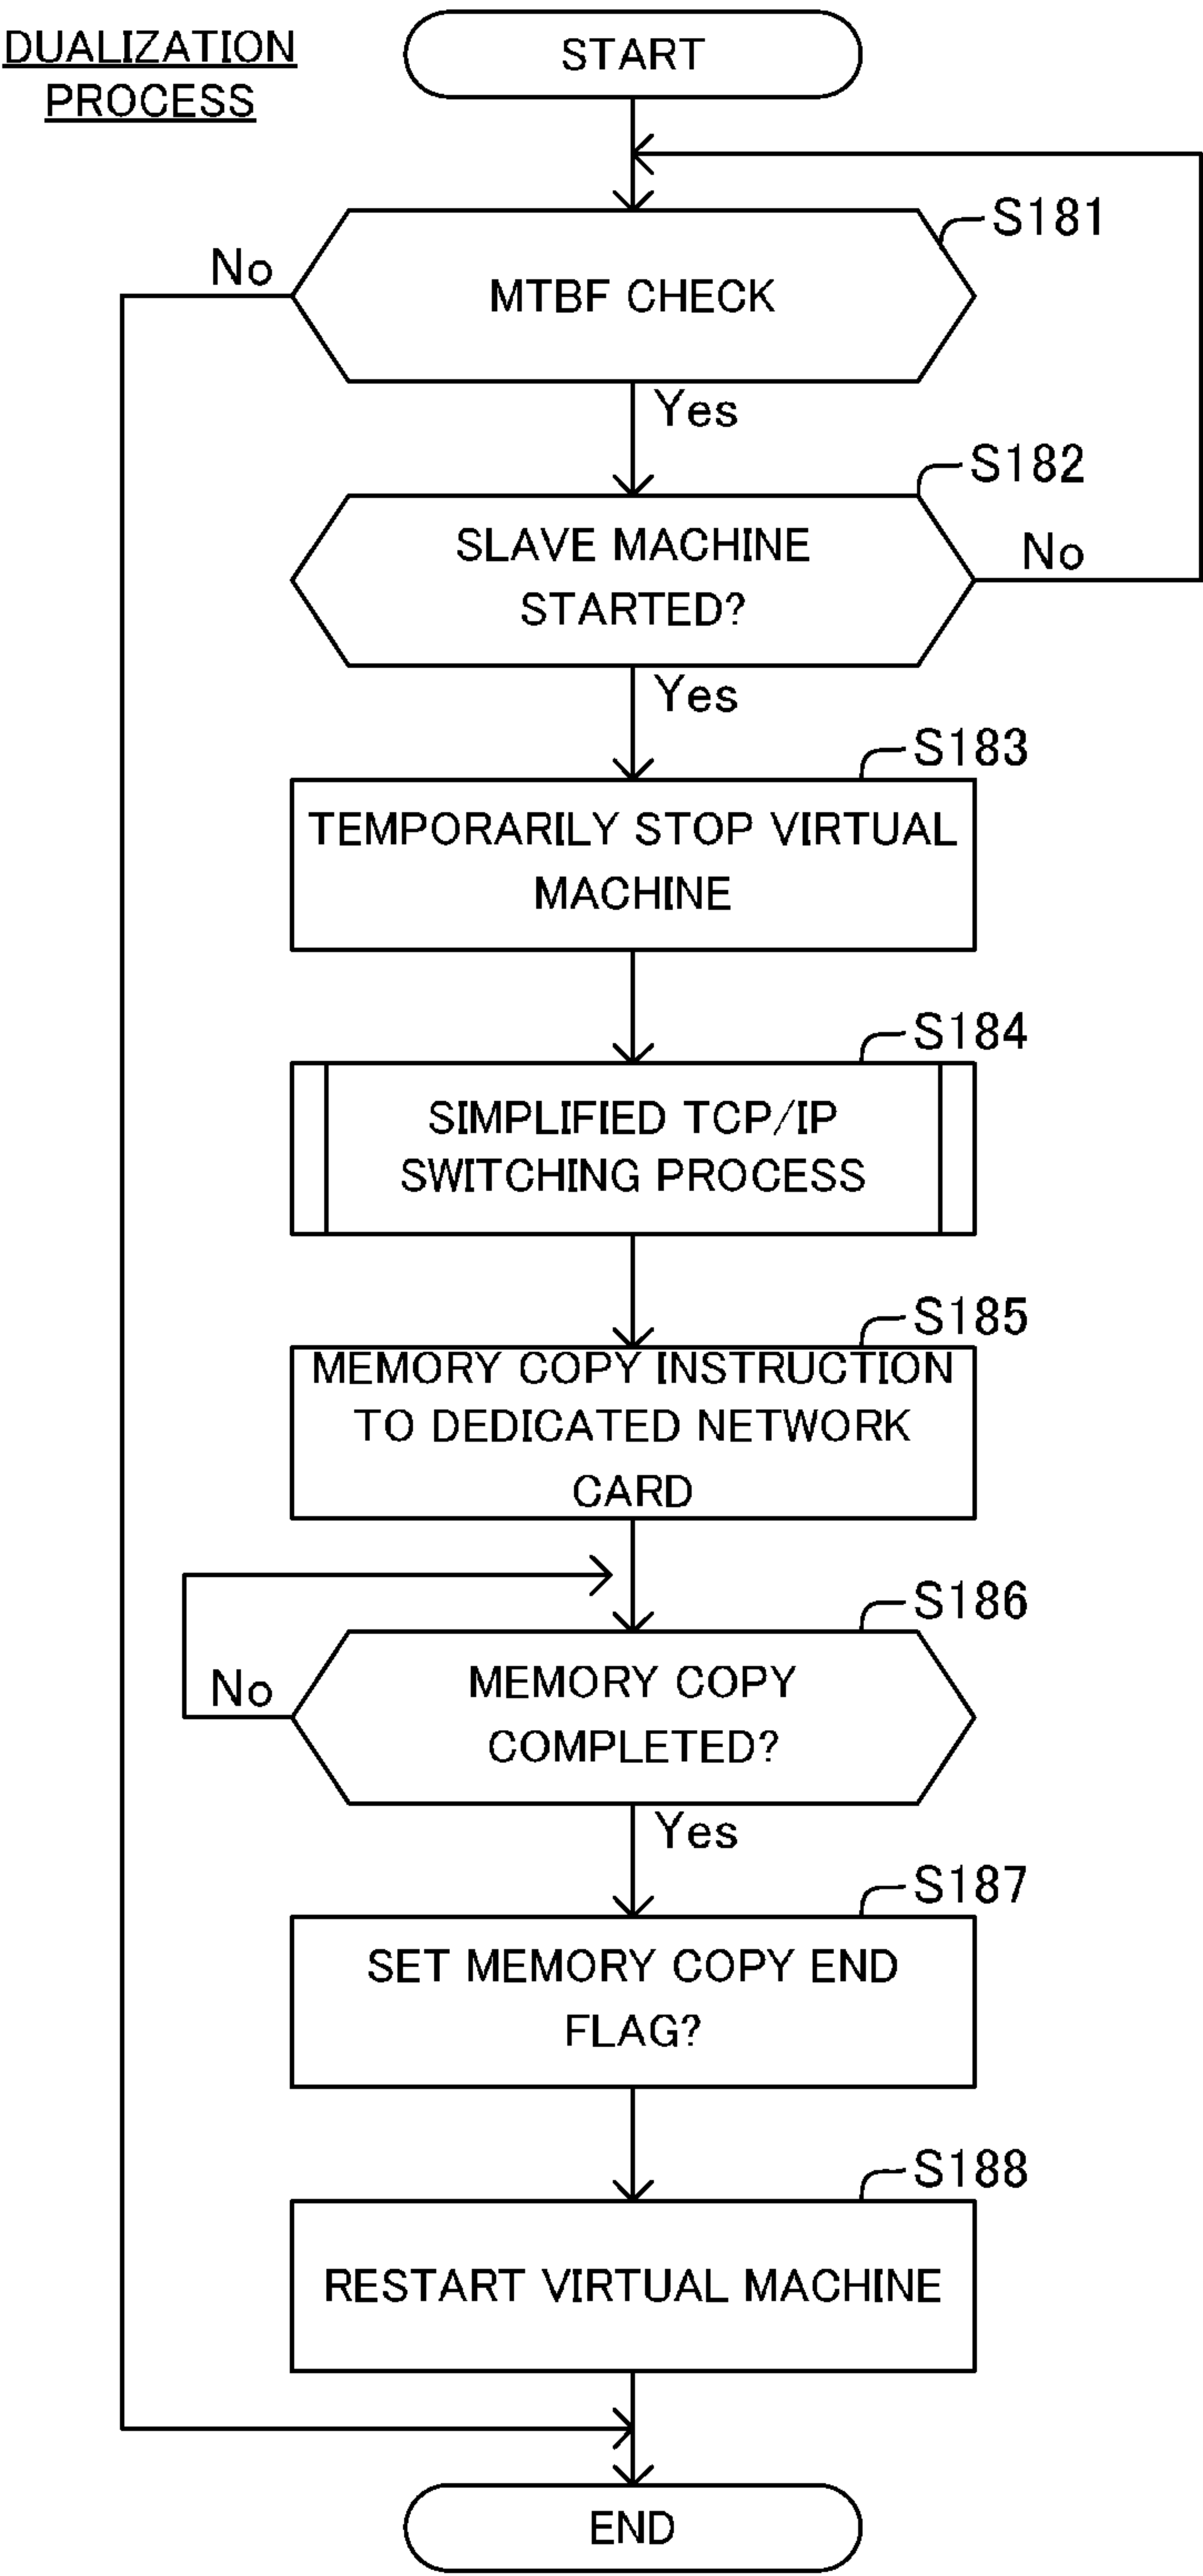 DUALIZATION
PROCESS
START
S181
No
MTBF CHECK
Yes
S182
SLAVE MACHINE
STARTED?
No
Yes
S183
TEMPORARILY STOP VIRTUAL
MACHINE
S184
SIMPLIFIED TCP/IP
SWITCHING PROCESS
S185
MEMORY COPY INSTRUCTION
TO DEDICATED NETWORK
CARD
S186
No
MEMORY COPY
COMPLETED?
Yes
S187
SET MEMORY COPY END
FLAG?
S188
RESTART VIRTUAL MACHINE
END